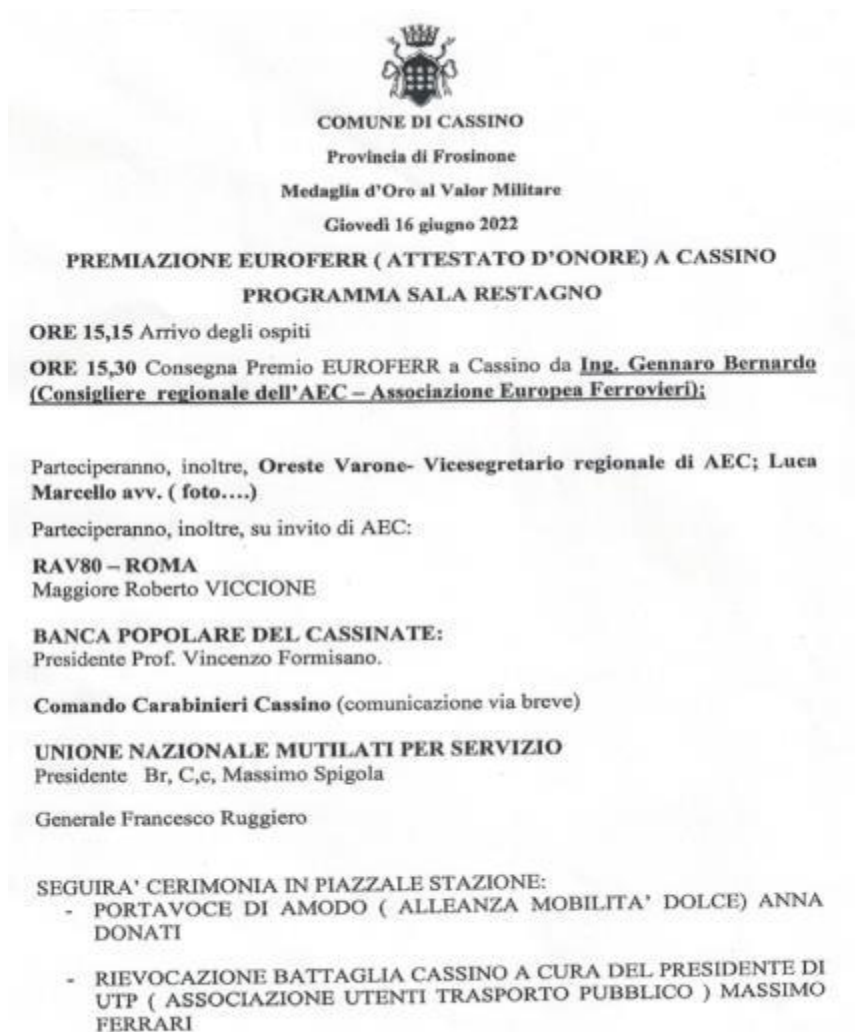 COMUNE DI CASSINO
Provincia di Frosinone
Medaglia d'Oro al Valor Militare
Giovedì 16 giugno 2022
PREMIAZIONE EUROFERR ( ATTESTATO D'ONORE) A CASSINO
PROGRAMMA SALA RESTAGNO
ORE 15,15 Arrivo degli ospiti
ORE 15,30 Consegna Premio EUROFERR a Cassino da Ing. Gennaro Bernardo
(Consigliere regionale dell'AEC – Associazione Europea Ferrovieri);
Parteciperanno, inoltre, Oreste Varone- Vicesegretario regionale di AEC; Luca
Marcello avv. ( foto….)
Parteciperanno, inoltre, su invito di AEC:
RAV80 – ROMA
Maggiore Roberto VICCIONE
BANCA POPOLARE DEL CASSINATE:
Presidente Prof. Vincenzo Formisano.
Comando Carabinieri Cassino (comunicazione via breve)
UNIONE NAZIONALE MUTILATI PER SERVIZIO
Presidente Br, C,c, Massimo Spigola
Generale Francesco Ruggiero
SEGUIRA' CERIMONIA IN PIAZZALE STAZIONE:
- PORTAVOCE DI AMODO ( ALLEANZA MOBILITA' DOLCE) ANNA
DONATI
- RIEVOCAZIONE BATTAGLIA CASSINO A CURA DEL PRESIDENTE DI
UTP ( ASSOCIAZIONE UTENTI TRASPORTO PUBBLICO ) MASSIMO
FERRARI